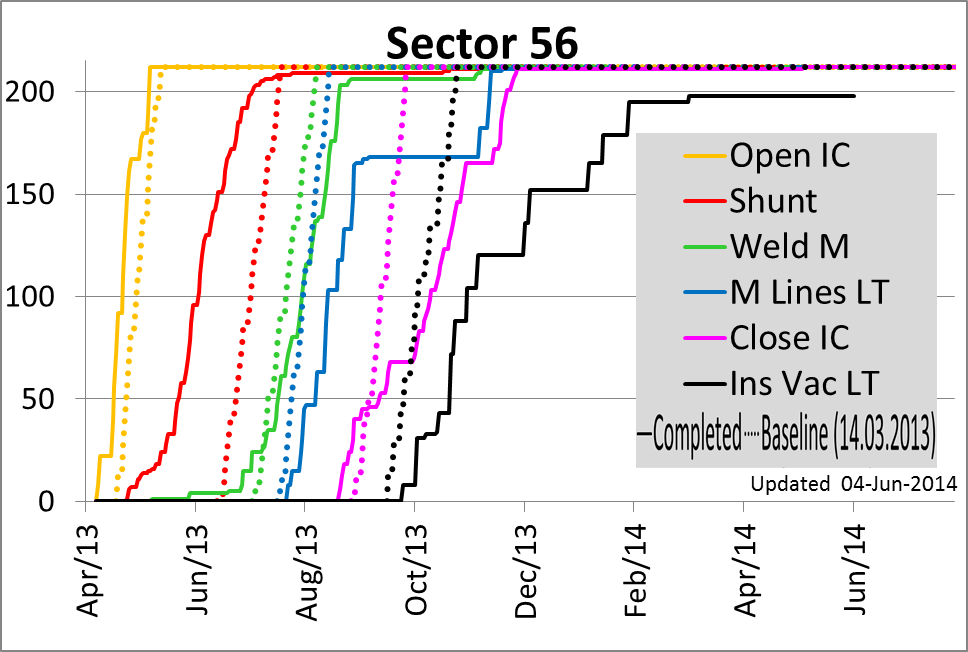 Sector 56
200
150
100
50
0
Open IC
Shunt
Weld M
M Lines LT
Close IC
Ins Vac LT
Completed Baseline (14.03.2013)
Updated 04-Jun-2014
Apr/13
Jun/13
Aug/13
Oct/13
Dec/13
Feb/14
Apr/14
Jun/14